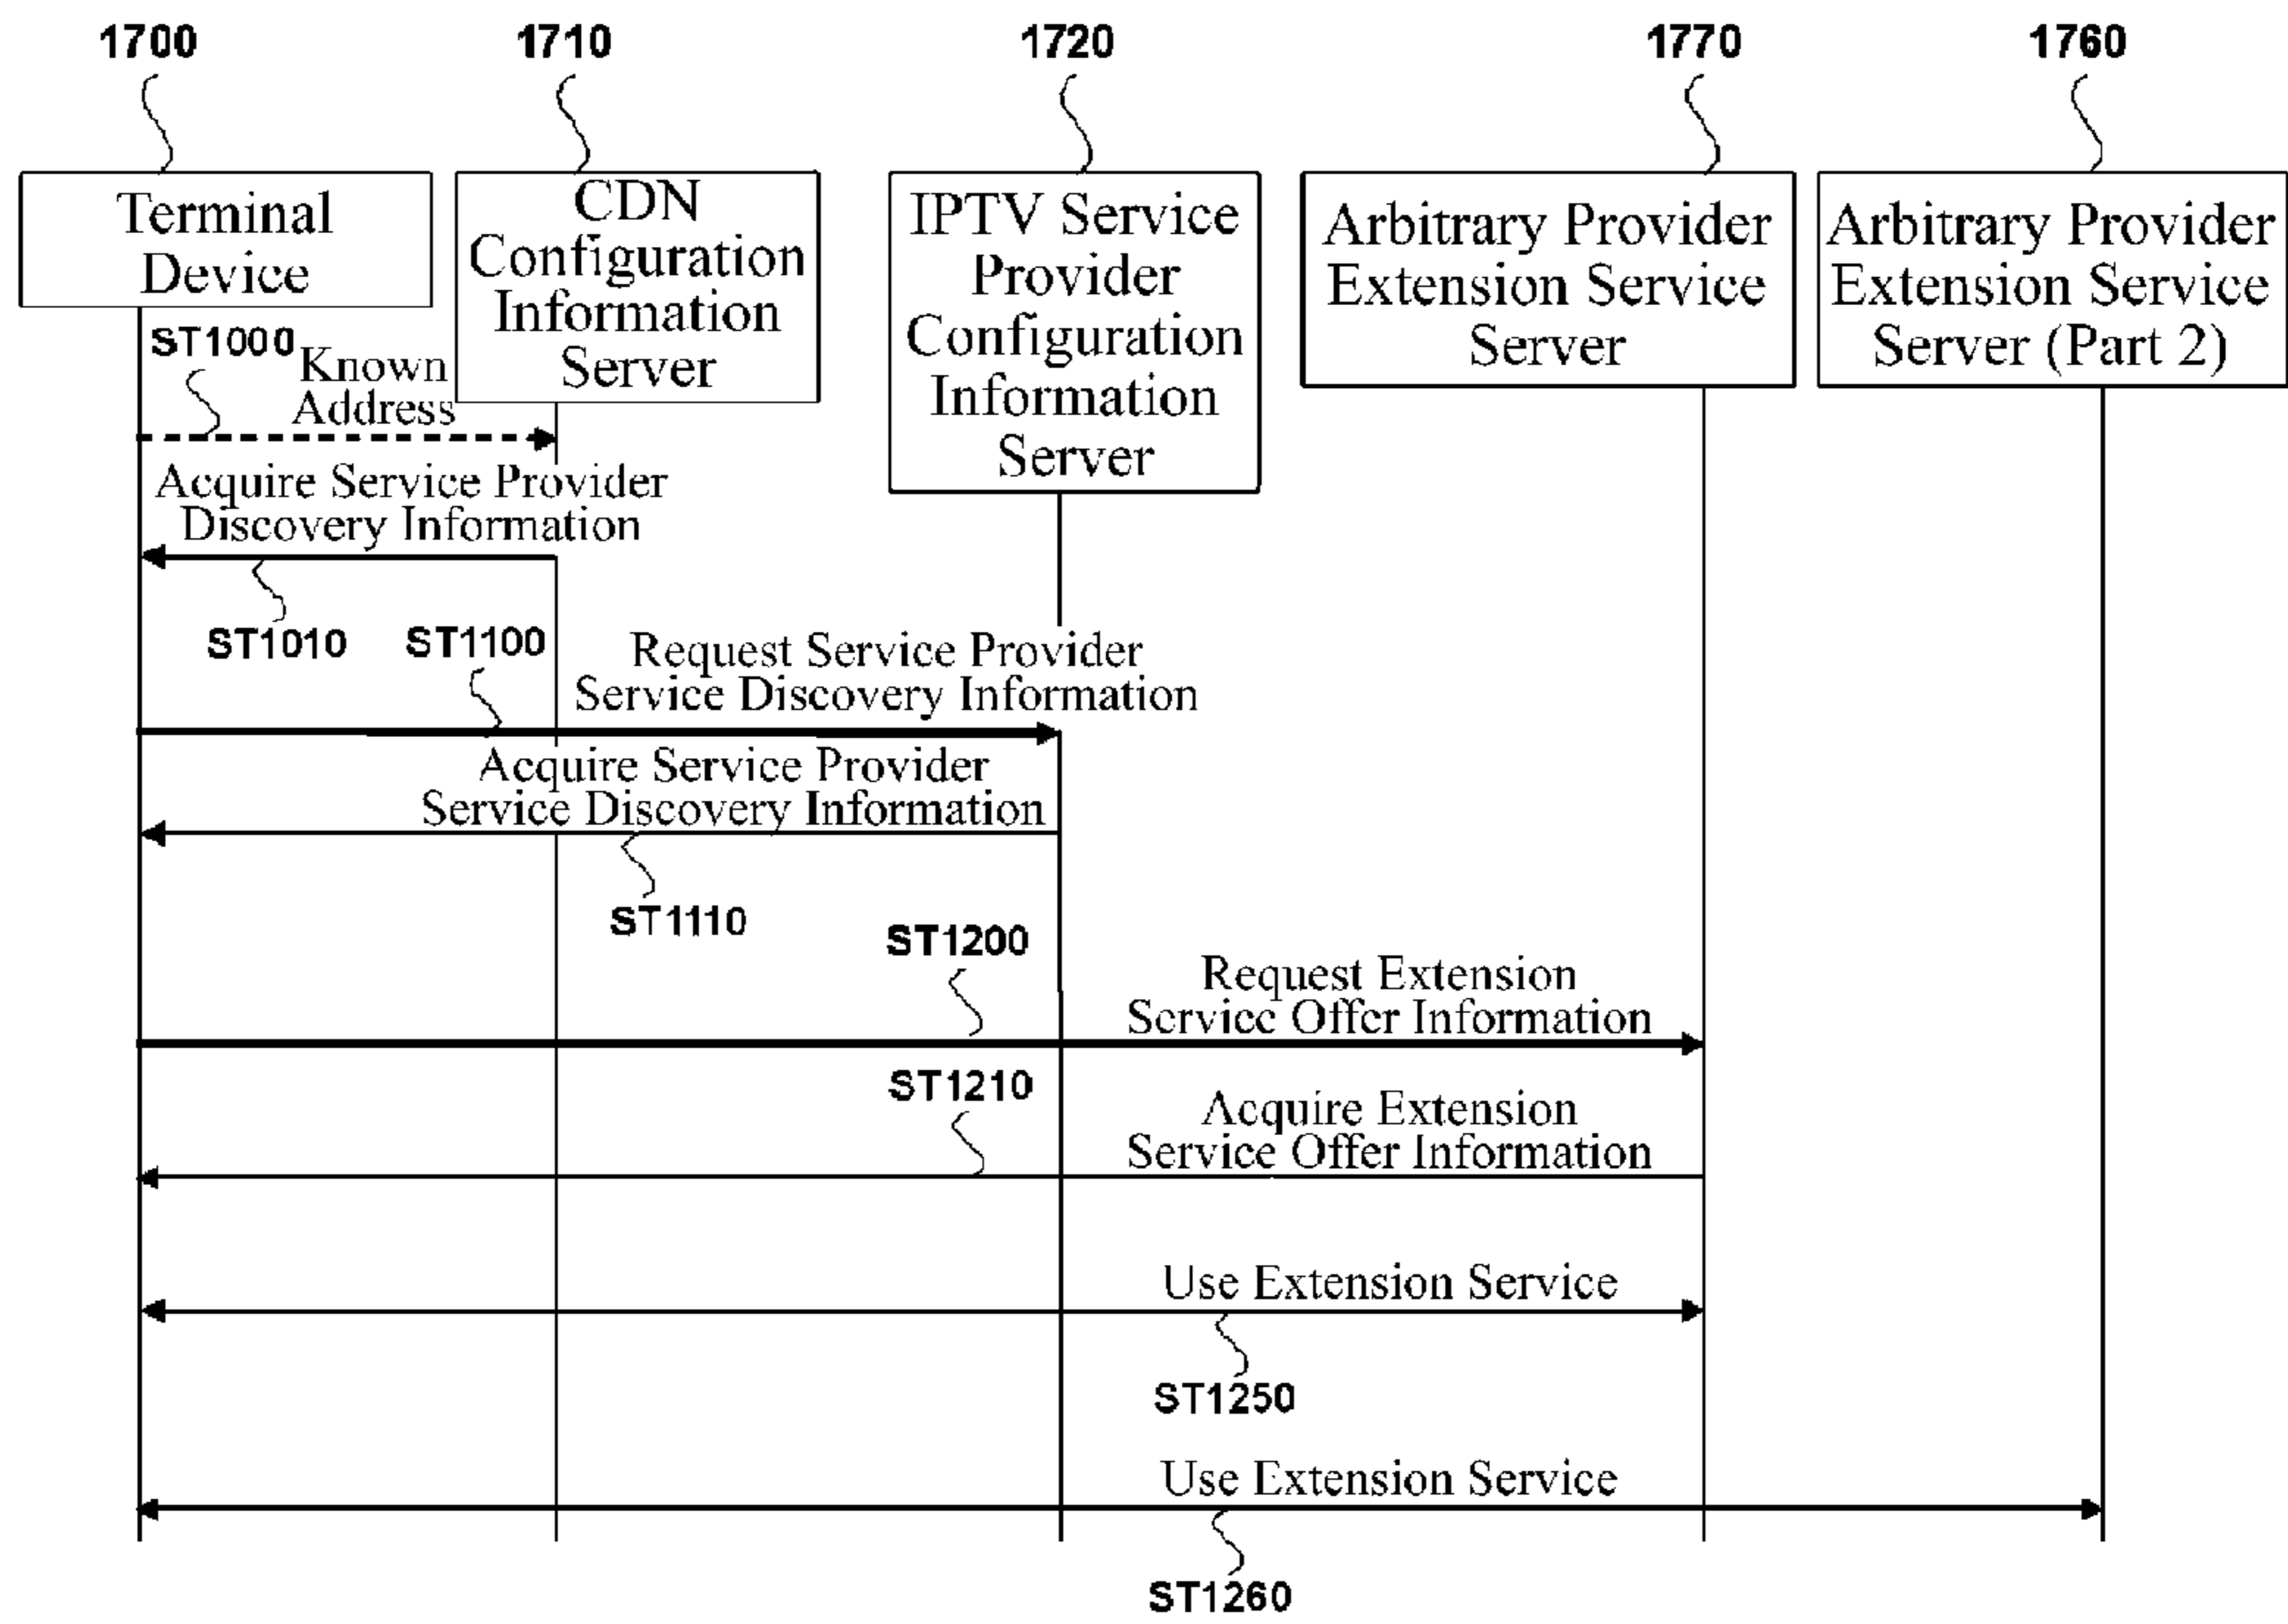 1700
1710
1720
1770
1760
Terminal
Device
CDN
Configuration
Information
Server
IPTV Service
Provider
Configuration
Information
Server
Arbitrary Provider
Extension Service
Server
Arbitrary Provider
Extension Service
Server (Part 2)
ST1000
Known
Address
Acquire Service Provider
Discovery Information
ST1010
ST1100
Request Service Provider
Service Discovery Information
Acquire Service Provider
Service Discovery Information
ST1110
ST1200
Request Extension
Service Offer Information
ST1210
Acquire Extension
Service Offer Information
Use Extension Service
ST1250
Use Extension Service
ST1260